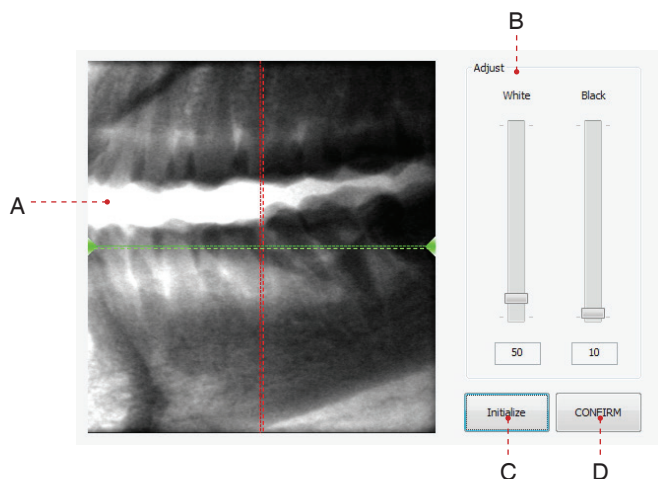 B
Adjust
White Black
A
50 10
Initialize CONFIRM
C D